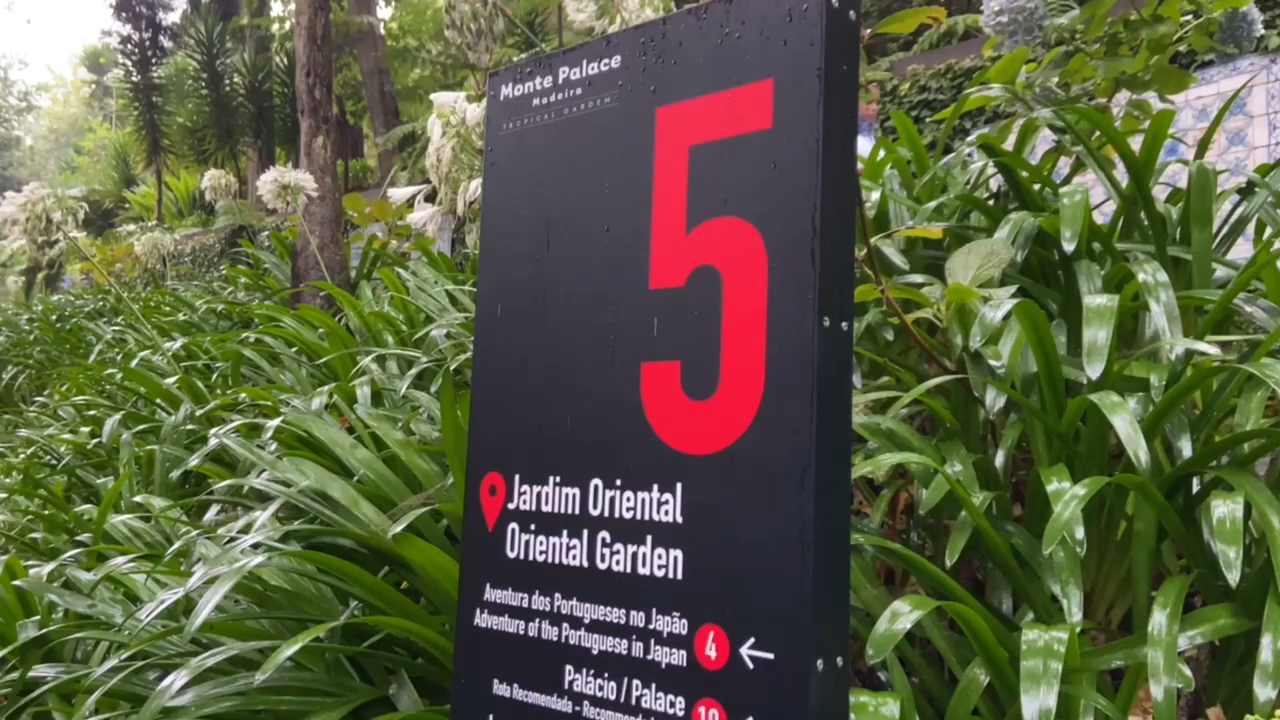 Monte Palace
Madeira
TROPICAL GARDEN
5
Jardim Oriental
Oriental Garden
Aventura dos Portugueses no Japão
Adventure of the Portuguese in Japan
4
Palácio / Palace
10
Rota Recomendada - Recommended